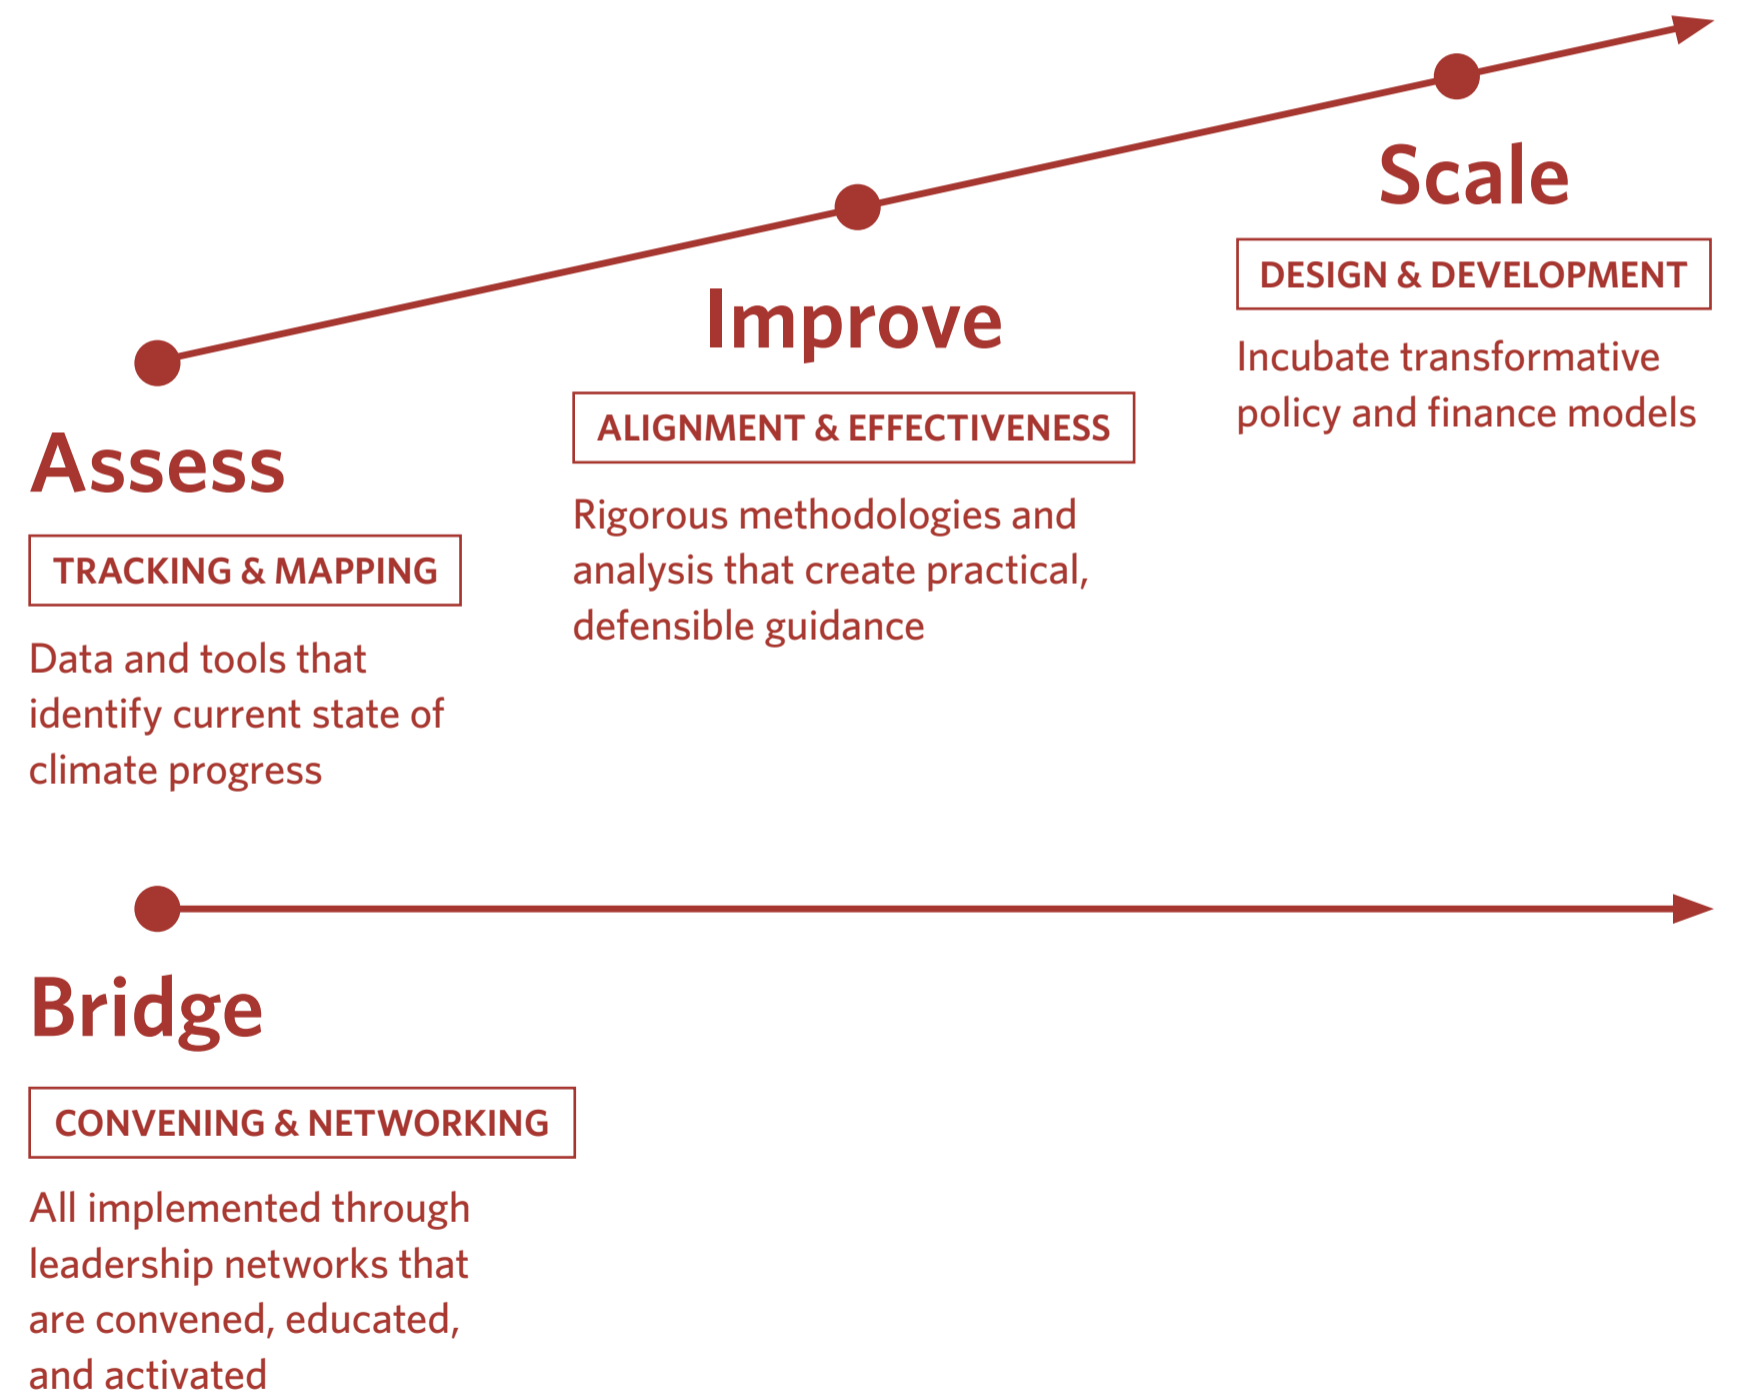 Assess
TRACKING & MAPPING
Data and tools that
identify current state of
climate progress
Improve
ALIGNMENT & EFFECTIVENESS
Rigorous methodologies and
analysis that create practical,
defensible guidance
Scale
DESIGN & DEVELOPMENT
Incubate transformative
policy and finance models
Bridge
CONVENING & NETWORKING
All implemented through
leadership networks that
are convened, educated,
and activated